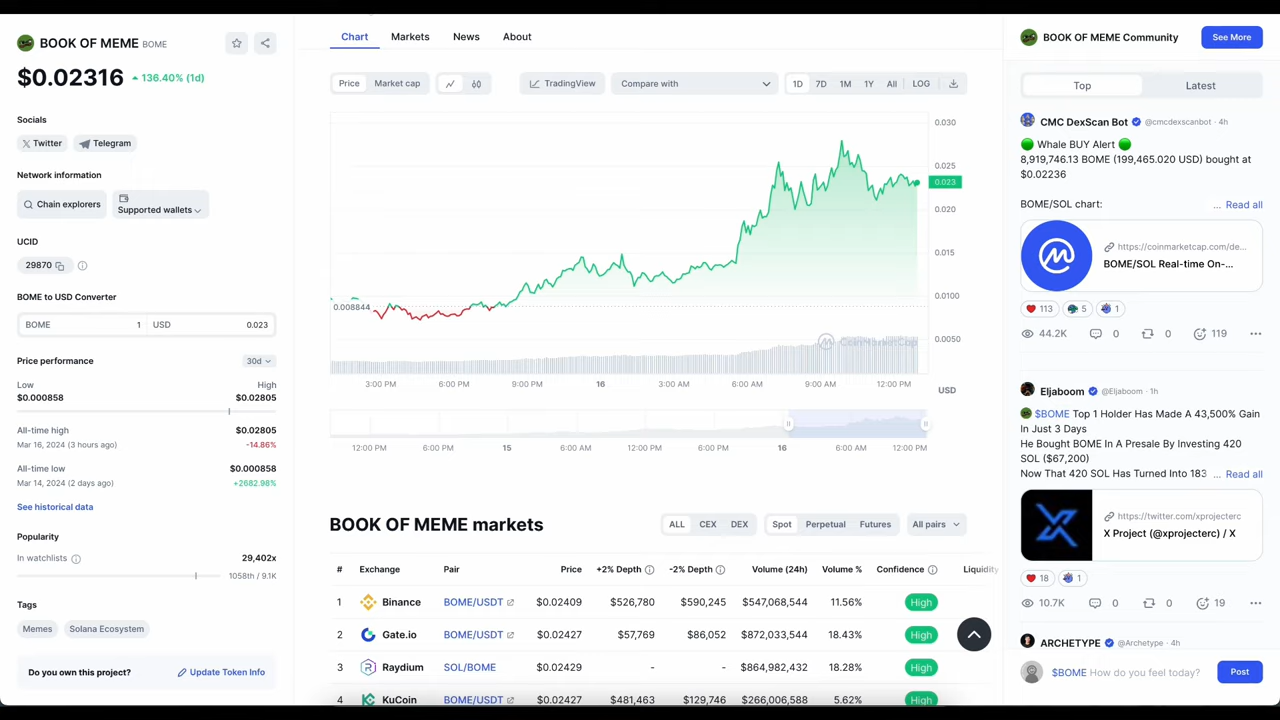 BOOK OF MEME BOME
$0.02316 136.40% (1d)
Socials
Twitter Telegram
Network information
Chain explorers
Supported wallets
UCID
29870
BOME to USD Converter
BOME 1 USD 0.023
Price performance 30d
Low High
$0.000858 $0.02805
All-time high $0.02805
Mar 16, 2024 (3 hours ago) -14.86%
All-time low $0.000858
Mar 14, 2024 (2 days ago) +2682.98%
See historical data
Popularity
In watchlists 29,402x
1058th / 9.1K
Tags
Memes Solana Ecosystem
Do you own this project? Update Token Info
Chart Markets News About
Price Market cap TradingView Compare with 1D 7D 1M 1Y All LOG
0.030
0.025
0.023
0.020
0.015
0.0100
0.008844
0.0050
CoinMarketCap
3:00 PM 6:00 PM 9:00 PM 16 3:00 AM 6:00 AM 9:00 AM 12:00 PM USD
12:00 PM 6:00 PM 15 6:00 AM 12:00 PM 6:00 PM 16 6:00 AM 12:00 PM
BOOK OF MEME markets ALL CEX DEX Spot Perpetual Futures All pairs
# Exchange Pair Price +2% Depth -2% Depth Volume (24h) Volume % Confidence Liquidity
1 Binance BOME/USDT $0.02409 $526,780 $590,245 $547,068,544 11.56% High
2 Gate.io BOME/USDT $0.02427 $57,769 $86,052 $872,033,544 18.43% High
3 Raydium SOL/BOME $0.02429 - - $864,982,432 18.28% High
4 KuCoin BOME/USDT $0.02427 $481,463 $129,746 $266,006,588 5.62% High
BOOK OF MEME Community See More
Top Latest
CMC DexScan Bot @cmcdexscanbot · 4h
Whale BUY Alert
8,919,746.13 BOME (199,465.020 USD) bought at
$0.02236
BOME/SOL chart: ... Read all
https://coinmarketcap.com/de...
BOME/SOL Real-time On-...
113 5 1
44.2K 0 0 119
Eljaboom @Eljaboom · 1h
$BOME Top 1 Holder Has Made A 43,500% Gain
In Just 3 Days
He Bought BOME In A Presale By Investing 420
SOL ($67,200)
Now That 420 SOL Has Turned Into 183 ... Read all
https://twitter.com/xprojecterc
X Project (@xprojecterc) / X
18 1
10.7K 0 0 19
ARCHETYPE @Archetype · 4h
$BOME How do you feel today? Post